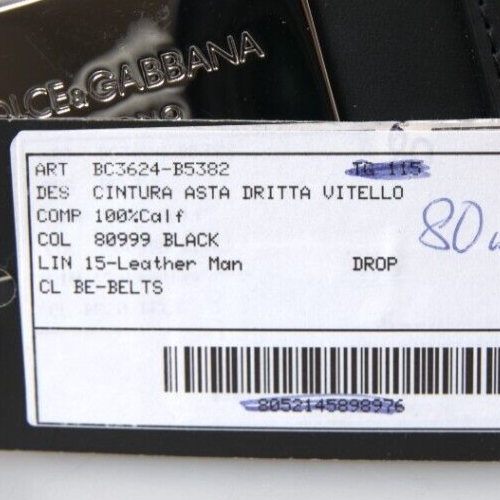 DOLCE&GABBANA
ART BC3624-B5382 TG 115
DES CINTURA ASTA DRITTA VITELLO
COMP 100%Calf
COL 80999 BLACK
80
LIN 15-Leather Man DROP
CL BE-BELTS
8052145898976